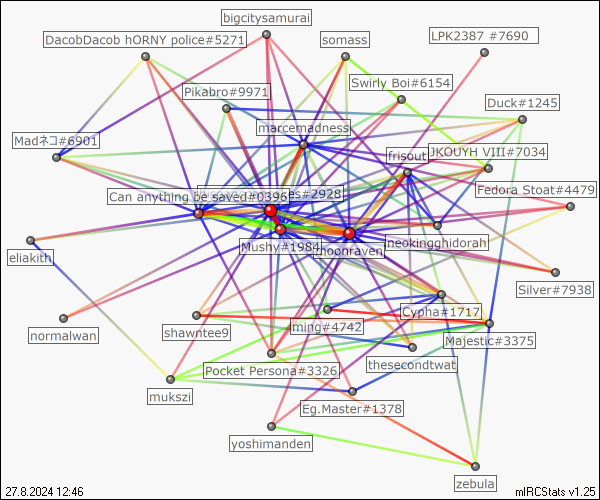 bigcitysamurai
DacobDacob hORNY police#5271
somass
LPK2387 #7690
Swirly Boi#6154
Pikabro#9971
Duck#1245
marcemadness
Madネコ#6901
frisout
JKOUYH VIII#7034
Fedora Stoat#4479
Can anything be saved#0396
es#2928
Mushy#1984
moonraven
neokingghidorah
eliakith
Silver#7938
Cypha#1717
normalwan
shawntee9
ming#4742
Majestic#3375
thesecondtwat
Pocket Persona#3326
mukszi
Eg.Master#1378
yoshimanden
zebula
27.8.2024 12:46
mIRCStats v1.25